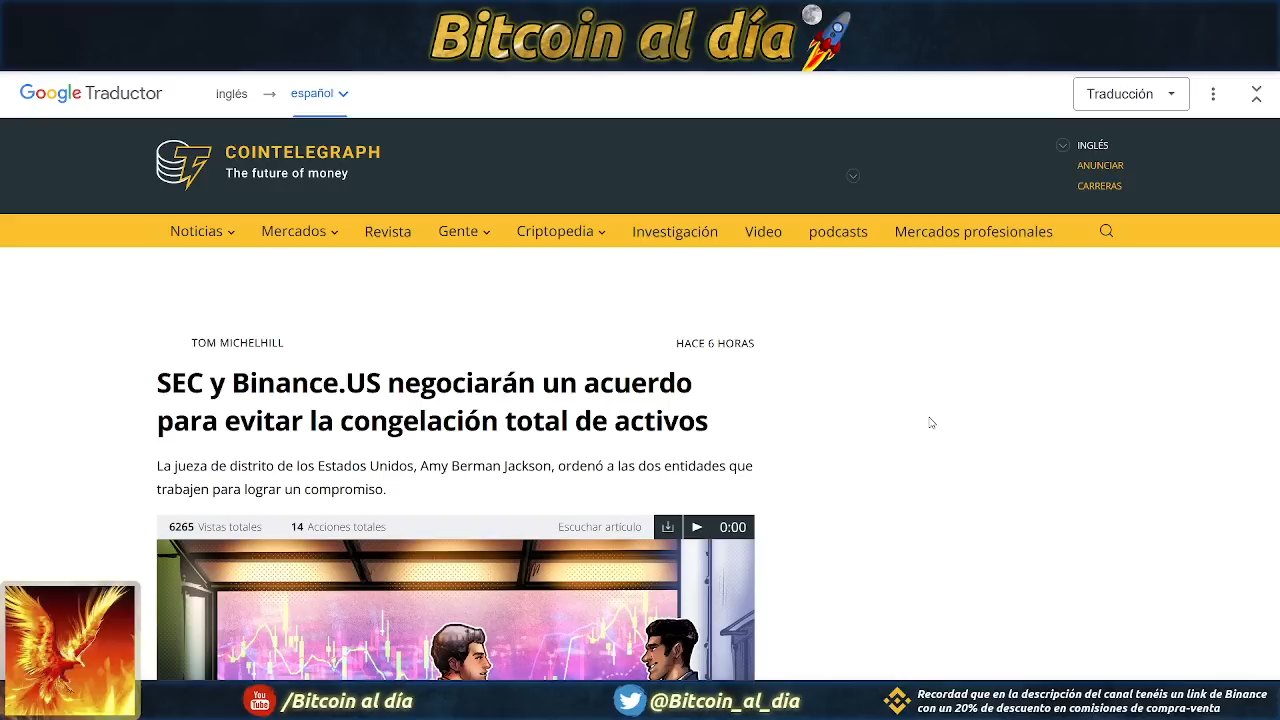 Bitcoin al día
Google Traductor
inglés → español
Traducción
COINTELEGRAPH
The future of money
INGLÉS
ANUNCIAR
CARRERAS
Noticias Mercados Revista Gente Criptopedia Investigación Video podcasts Mercados profesionales
TOM MICHELHILL HACE 6 HORAS
SEC y Binance.US negociarán un acuerdo
para evitar la congelación total de activos
La jueza de distrito de los Estados Unidos, Amy Berman Jackson, ordenó a las dos entidades que
trabajen para lograr un compromiso.
6265 Vistas totales 14 Acciones totales Escuchar artículo 0:00
You Tube /Bitcoin al día
@Bitcoin_al_dia
Recordad que en la descripción del canal tenéis un link de Binance
con un 20% de descuento en comisiones de compra-venta